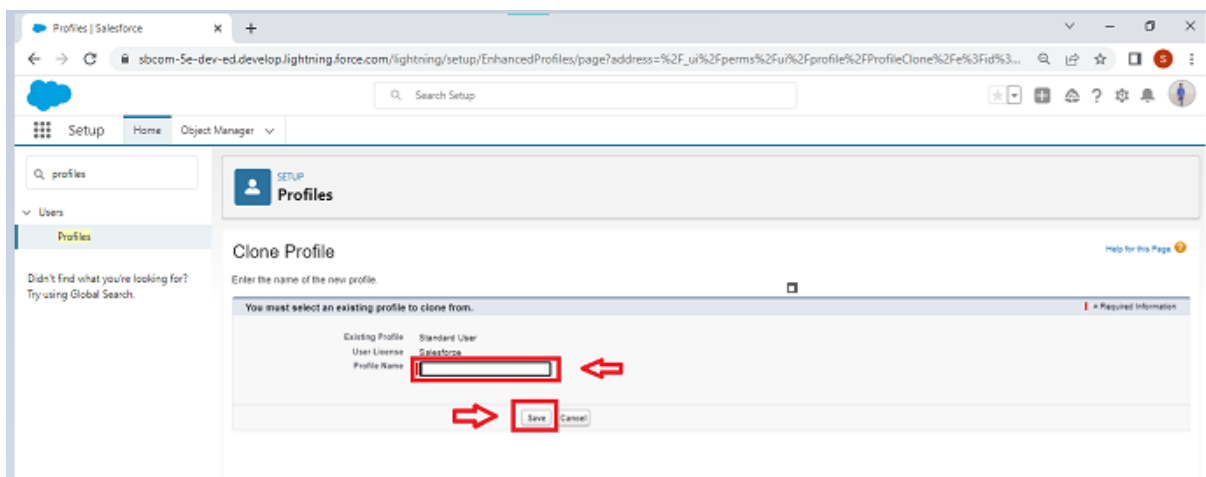 Profiles | Salesforce
sbcom-5e-dev-ed.develop.lightning.force.com/lightning/setup/EnhancedProfiles/page?address=%2F_ui%2Fperms%2Fui%2Fprofile%2FProfileClone%2Fe%3Fid%3...
S
Search Setup
Setup Home Object Manager
profiles
SETUP
Profiles
Users
Profiles
Didn't find what you're looking for?
Try using Global Search.
Clone Profile
Help for this Page
Enter the name of the new profile.
You must select an existing profile to clone from.
= Required Information
Existing Profile Standard User
User License Salesforce
Profile Name
Save Cancel